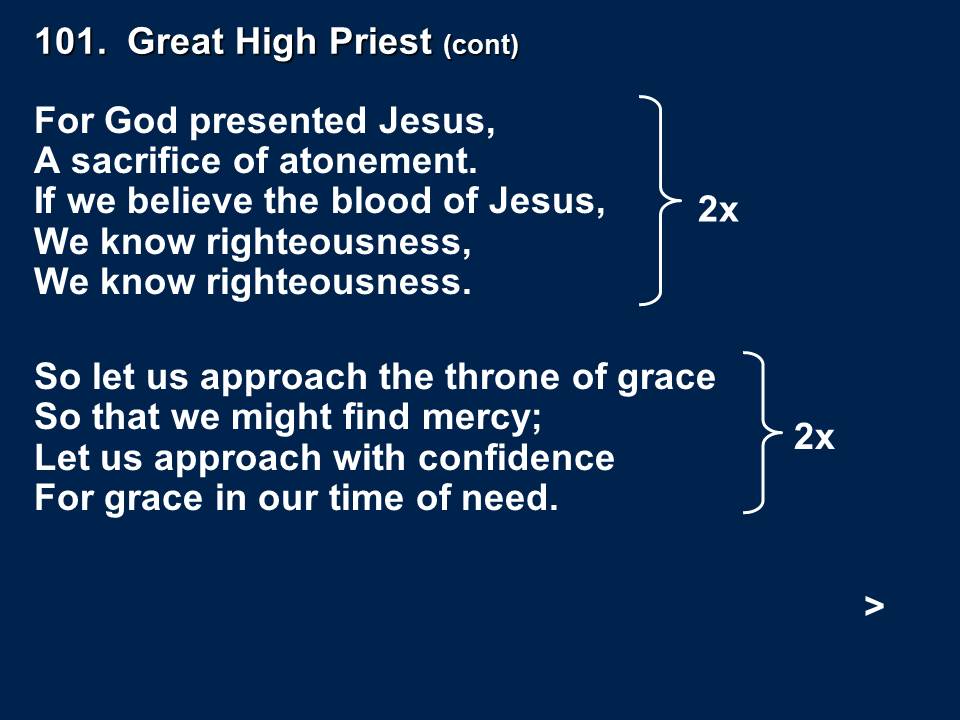 101. Great High Priest (cont)
For God presented Jesus,
A sacrifice of atonement.
If we believe the blood of Jesus,
We know righteousness,
We know righteousness.
2x
So let us approach the throne of grace
So that we might find mercy;
Let us approach with confidence
For grace in our time of need.
2x
>